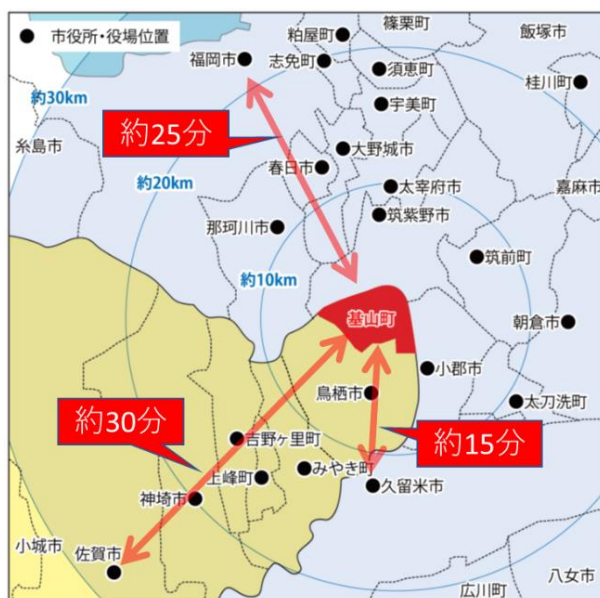 ● 市役所・役場位置
粕屋町
篠栗町
飯塚市
福岡市
志免町
須恵町
桂川町
約30km
宇美町
糸島市
約25分
大野城市
春日市
約20km
太宰府市
嘉麻市
那珂川市
筑紫野市
筑前町
約10km
基山町
朝倉市
小郡市
鳥栖市
太刀洗町
約30分
吉野ヶ里町
約15分
上峰町
みやき町
神埼市
久留米市
小城市
佐賀市
八女市
広川町